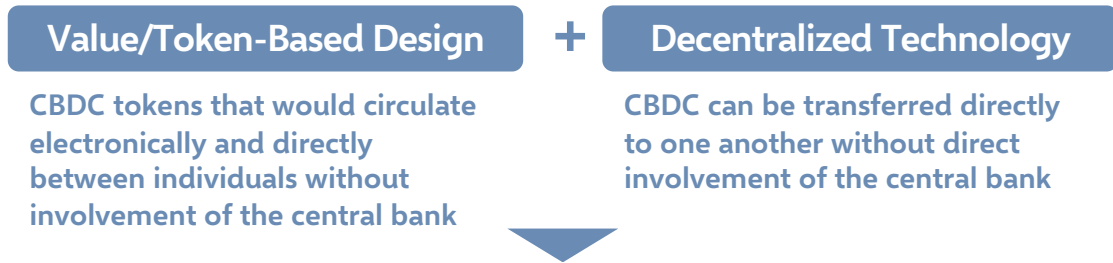 Value/Token-Based Design + Decentralized Technology
CBDC tokens that would circulate
electronically and directly
between individuals without
involvement of the central bank
CBDC can be transferred directly
to one another without direct
involvement of the central bank